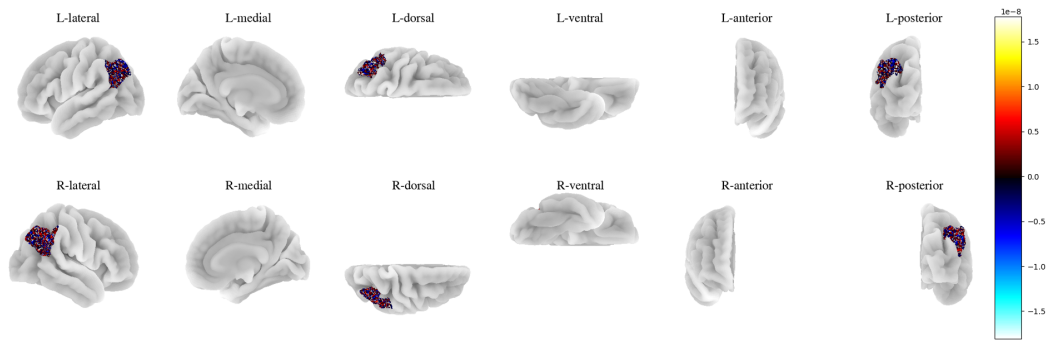 L-lateral L-medial L-dorsal L-ventral L-anterior L-posterior
R-lateral R-medial R-dorsal R-ventral R-anterior R-posterior
1e−8
1.5
1.0
0.5
0.0
−0.5
−1.0
−1.5